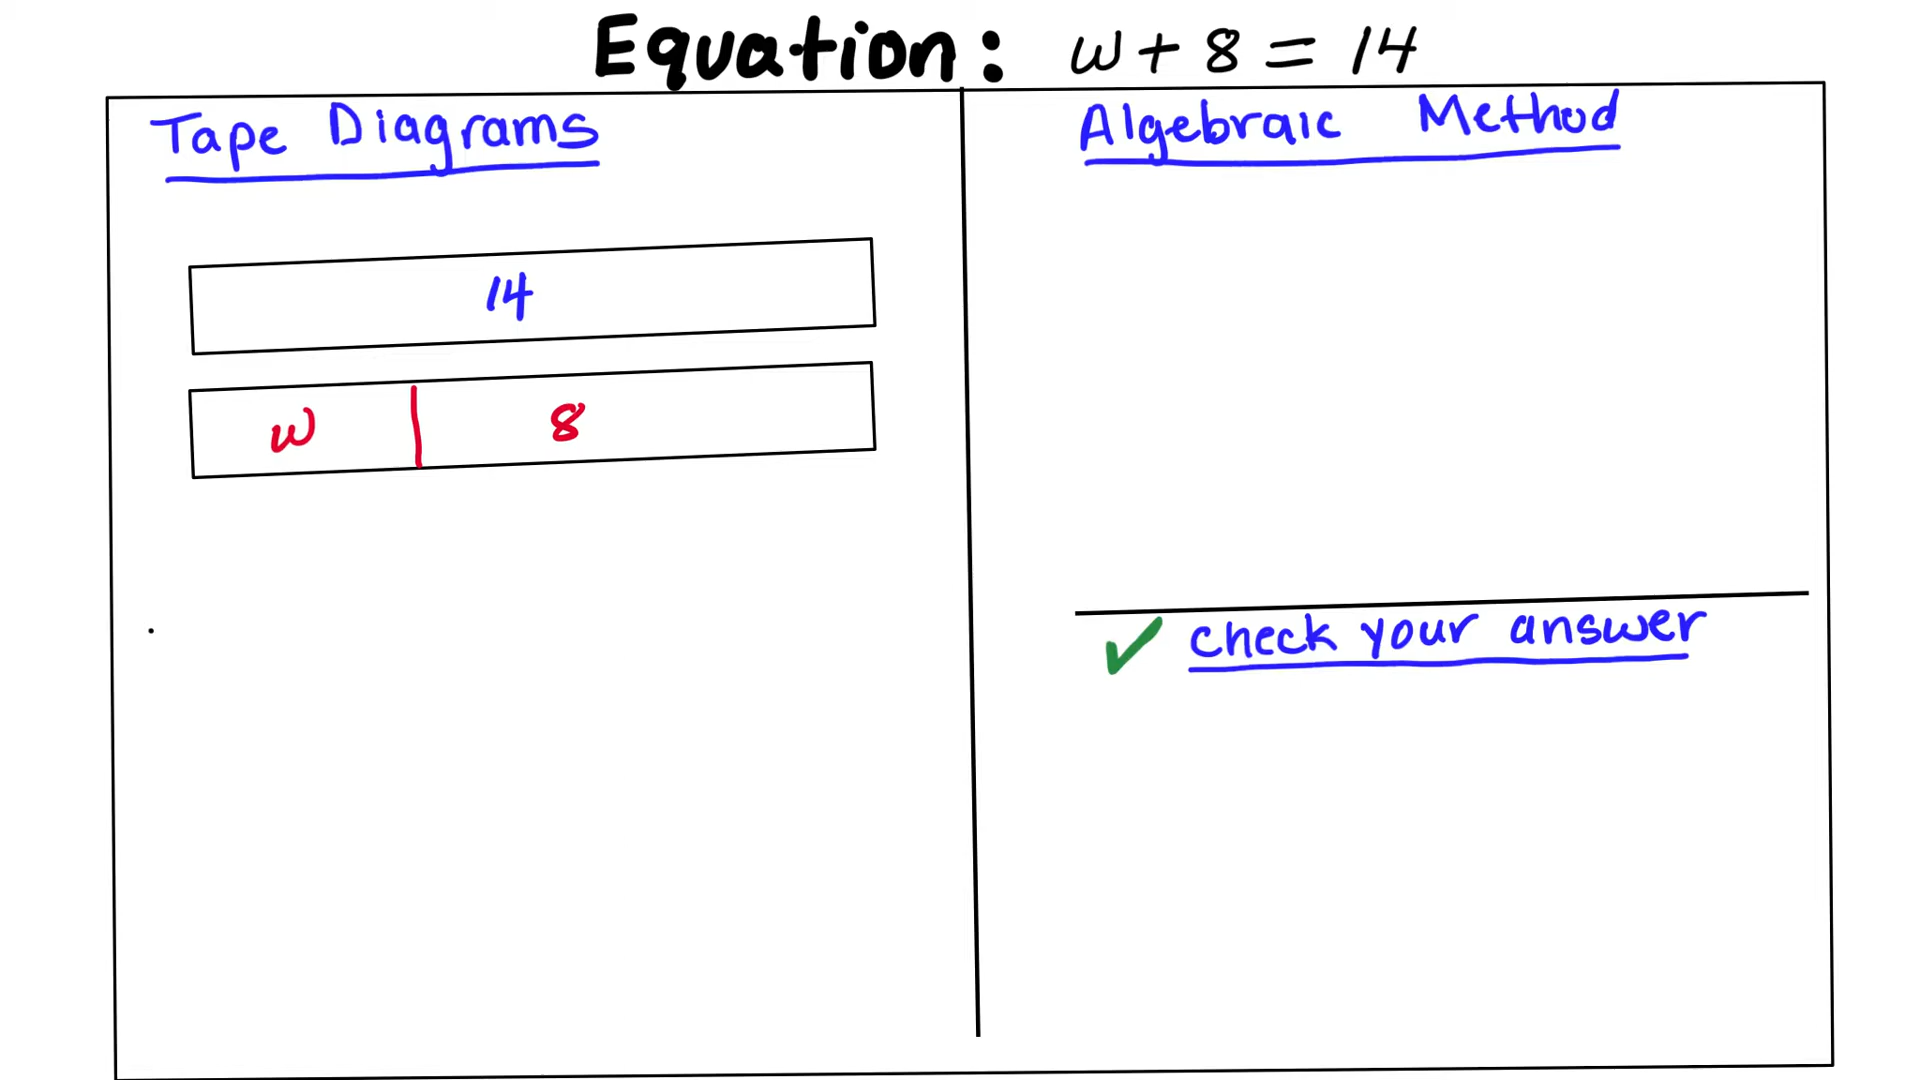 Equation: w + 8 = 14
Tape Diagrams
Algebraic Method
14
w 8
✓ check your answer